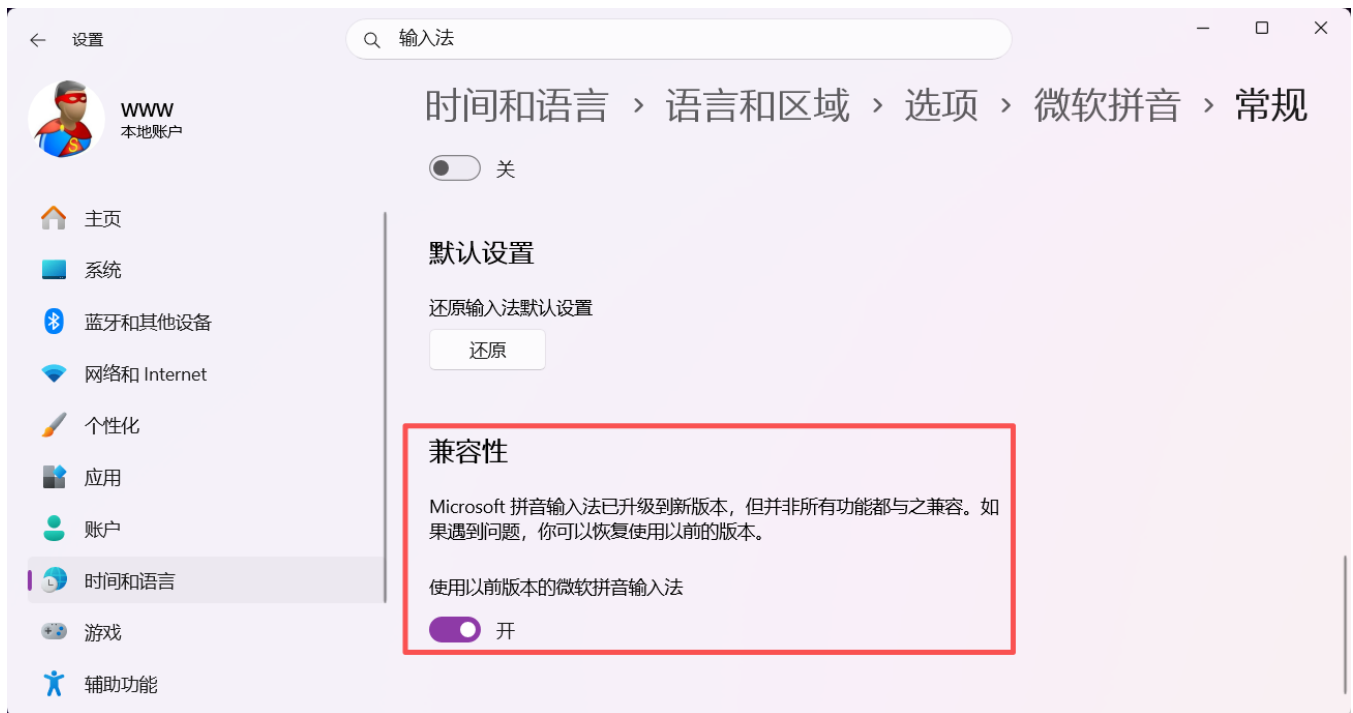 设置
输入法
www
本地账户
时间和语言 › 语言和区域 › 选项 › 微软拼音 › 常规
关
主页
系统
蓝牙和其他设备
网络和 Internet
个性化
应用
账户
时间和语言
游戏
辅助功能
默认设置
还原输入法默认设置
还原
兼容性
Microsoft 拼音输入法已升级到新版本，但并非所有功能都与之兼容。如
果遇到问题，你可以恢复使用以前的版本。
使用以前版本的微软拼音输入法
开